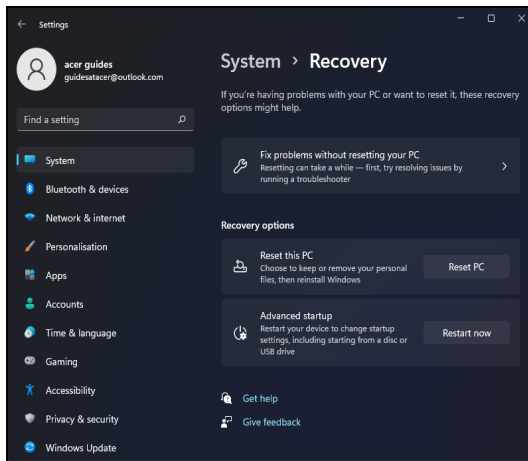 Settings
acer guides
guidesatacer@outlook.com
Find a setting
System
Bluetooth & devices
Network & internet
Personalisation
Apps
Accounts
Time & language
Gaming
Accessibility
Privacy & security
Windows Update
System > Recovery
If you're having problems with your PC or want to reset it, these recovery
options might help.
Fix problems without resetting your PC
Resetting can take a while — first, try resolving issues by
running a troubleshooter
Recovery options
Reset this PC
Choose to keep or remove your personal
files, then reinstall Windows
Reset PC
Advanced startup
Restart your device to change startup
settings, including starting from a disc or
USB drive
Restart now
Get help
Give feedback